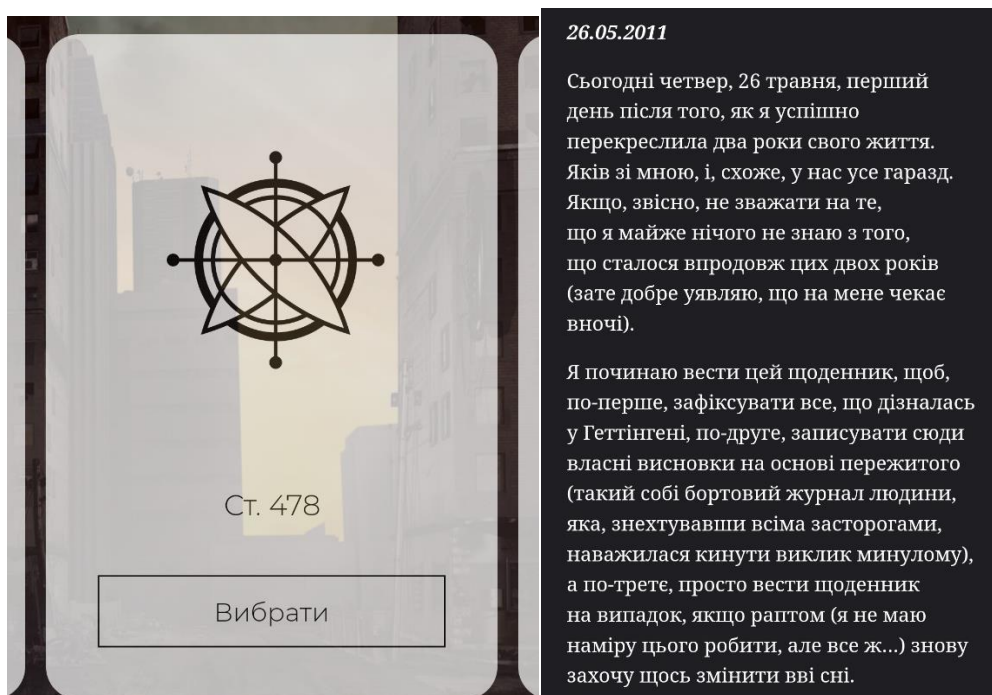 Ст. 478
Вибрати
26.05.2011
Сьогодні четвер, 26 травня, перший
день після того, як я успішно
перекреслила два роки свого життя.
Яків зі мною, і, схоже, у нас усе гаразд.
Якщо, звісно, не зважати на те,
що я майже нічого не знаю з того,
що сталося впродовж цих двох років
(зате добре уявляю, що на мене чекає
вночі).
Я починаю вести цей щоденник, щоб,
по-перше, зафіксувати все, що дізналась
у Геттінгені, по-друге, записувати сюди
власні висновки на основі пережитого
(такий собі бортовий журнал людини,
яка, знехтувавши всіма засторогами,
наважилася кинути виклик минулому),
а по-третє, просто вести щоденник
на випадок, якщо раптом (я не маю
наміру цього робити, але все ж...) знову
захочу щось змінити вві сні.